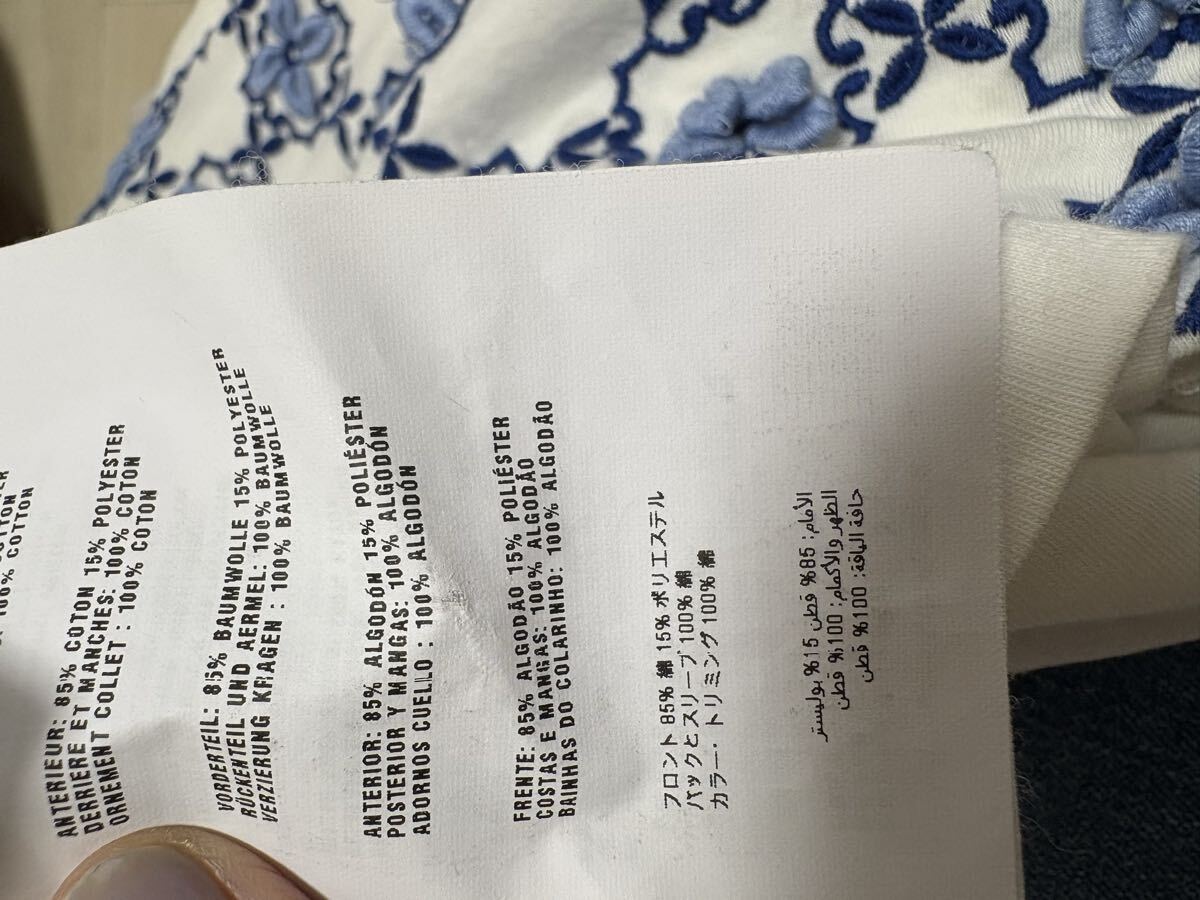 100% COTTON
ANTERIEUR: 85% COTON 15% POLYESTER
DERRIERE ET MANCHES: 100% COTON
ORNEMENT COLLET : 100% COTON
VORDERTEIL: 85% BAUMWOLLE 15% POLYESTER
RÜCKENTEIL UND AERMEL: 100% BAUMWOLLE
VERZIERUNG KRAGEN : 100% BAUMWOLLE
ANTERIOR: 85% ALGODÓN 15% POLIÉSTER
POSTERIOR Y MANGAS: 100% ALGODÓN
ADORNOS CUELLO : 100% ALGODÓN
FRENTE: 85% ALGODÃO 15% POLIÉSTER
COSTAS E MANGAS: 100% ALGODÃO
BAINHAS DO COLARINHO: 100% ALGODÃO
フロント 85% 綿 15% ポリエステル
バックとスリーブ 100% 綿
カラー・トリミング 100% 綿
الأمام: 85% قطن 15% بوليستر
الظهر والأكمام: 100% قطن
حافة الياقة: 100% قطن